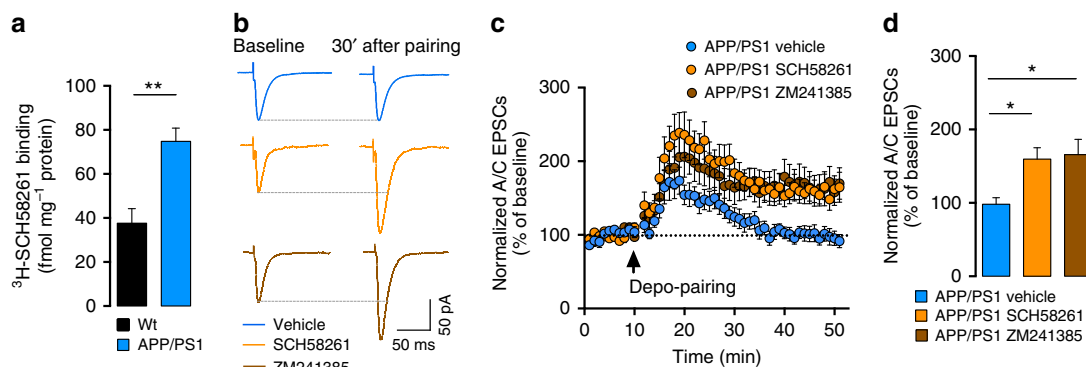 a
³H-SCH58261 binding
(fmol mg⁻¹ protein)
100
80
60
40
20
0
**
Wt
APP/PS1
b
Baseline
30′ after pairing
50 pA
50 ms
Vehicle
SCH58261
ZM241385
c
Normalized A/C EPSCs
(% of baseline)
300
200
100
300
0
10
20
30
40
50
Time (min)
APP/PS1 vehicle
APP/PS1 SCH58261
APP/PS1 ZM241385
Depo-pairing
d
Normalized A/C EPSCs
(% of baseline)
300
200
100
0
*
*
APP/PS1 vehicle
APP/PS1 SCH58261
APP/PS1 ZM241385